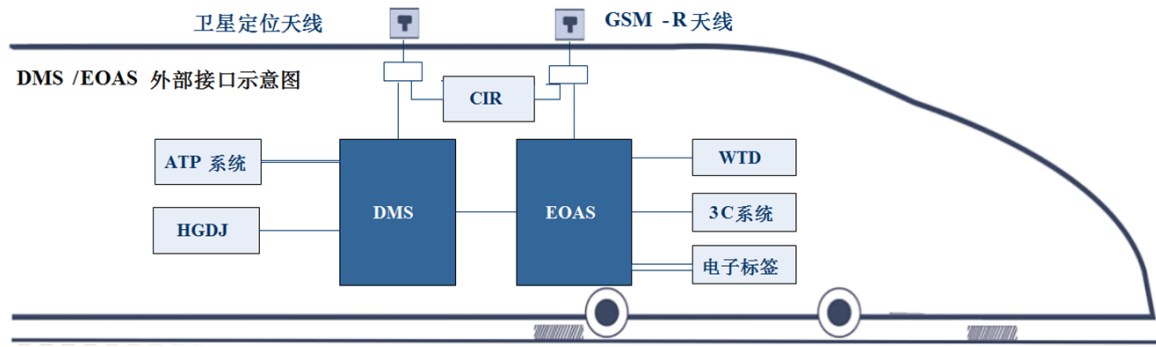 卫星定位天线
GSM -R天线
DMS /EOAS 外部接口示意图
CIR
ATP 系统
WTD
DMS
EOAS
3C系统
HGDJ
电子标签